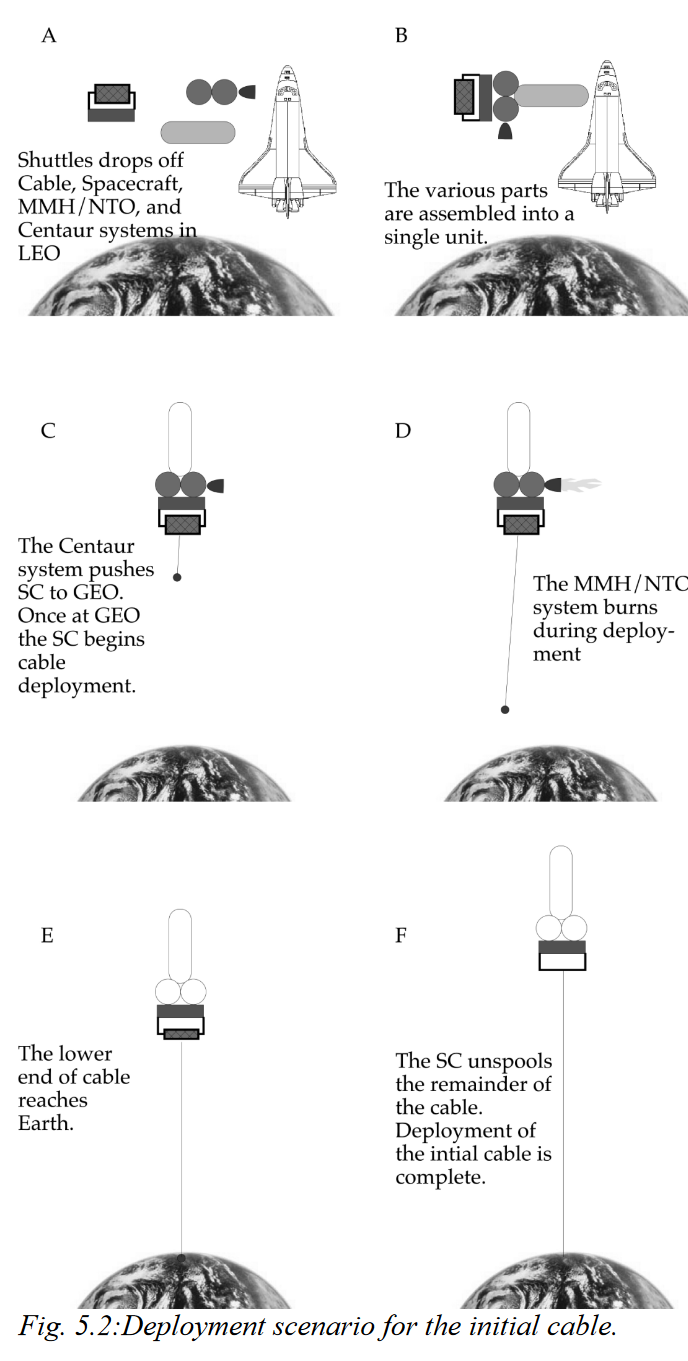 A
Shuttles drops off
Cable, Spacecraft,
MMH/NTO, and
Centaur systems in
LEO
B
The various parts
are assembled into a
single unit.
C
The Centaur
system pushes
SC to GEO.
Once at GEO
the SC begins
cable
deployment.
D
The MMH/NTO
system burns
during deploy-
ment
E
The lower
end of cable
reaches
Earth.
F
The SC unspools
the remainder of
the cable.
Deployment of
the intial cable is
complete.
Fig. 5.2:Deployment scenario for the initial cable.